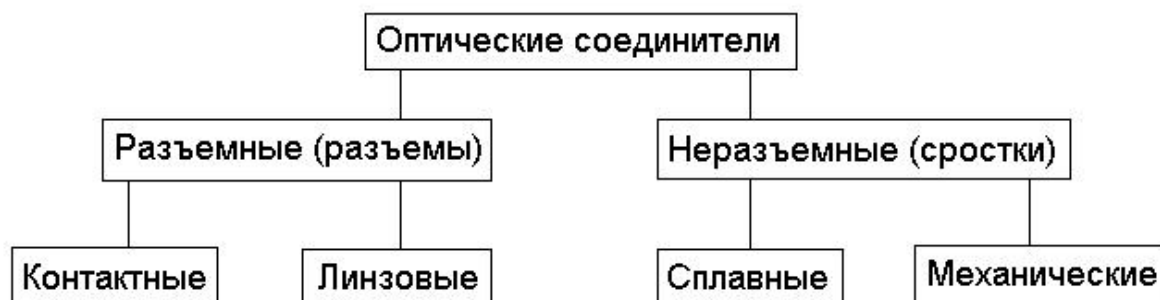 Оптические соединители
Разъемные (разъемы)
Неразъемные (сростки)
Контактные
Линзовые
Сплавные
Механические